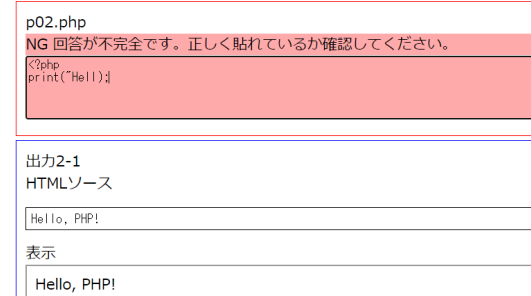 p02.php
NG 回答が不完全です。正しく貼れているか確認してください。
<?php
print("Hell);
出力2-1
HTMLソース
Hello, PHP!
表示
Hello, PHP!